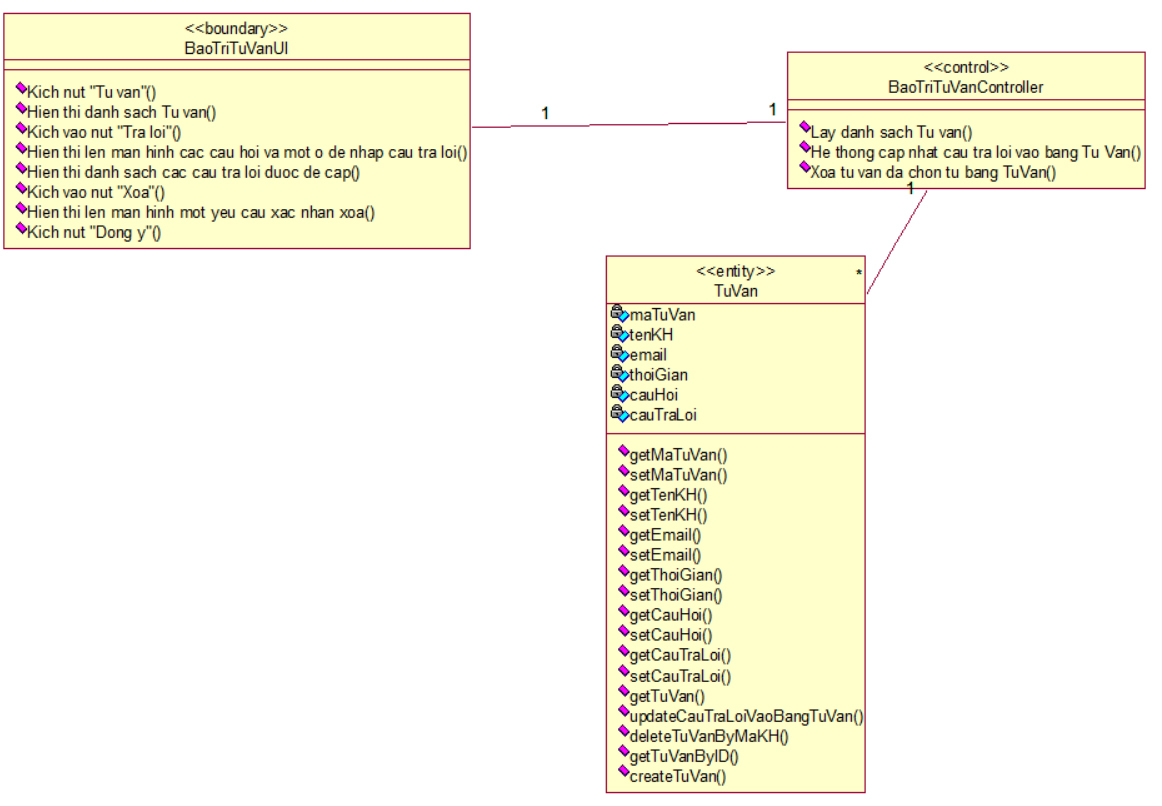 <<boundary>>
BaoTriTuVanUI
Kich nut "Tu van"()
Hien thi danh sach Tu van()
Kich vao nut "Tra loi"()
Hien thi len man hinh cac cau hoi va mot o de nhap cau tra loi()
Hien thi danh sach cac cau tra loi duoc de cap()
Kich vao nut "Xoa"()
Hien thi len man hinh mot yeu cau xac nhan xoa()
Kich nut "Dong y"()
1
1
<<control>>
BaoTriTuVanController
Lay danh sach Tu van()
He thong cap nhat cau tra loi vao bang Tu Van()
Xoa tu van da chon tu bang TuVan()
1
*
<<entity>>
TuVan
maTuVan
tenKH
email
thoiGian
cauHoi
cauTraLoi
getMaTuVan()
setMaTuVan()
getTenKH()
setTenKH()
getEmail()
setEmail()
getThoiGian()
setThoiGian()
getCauHoi()
setCauHoi()
getCauTraLoi()
setCauTraLoi()
getTuVan()
updateCauTraLoiVaoBangTuVan()
deleteTuVanByMaKH()
getTuVanByID()
createTuVan()